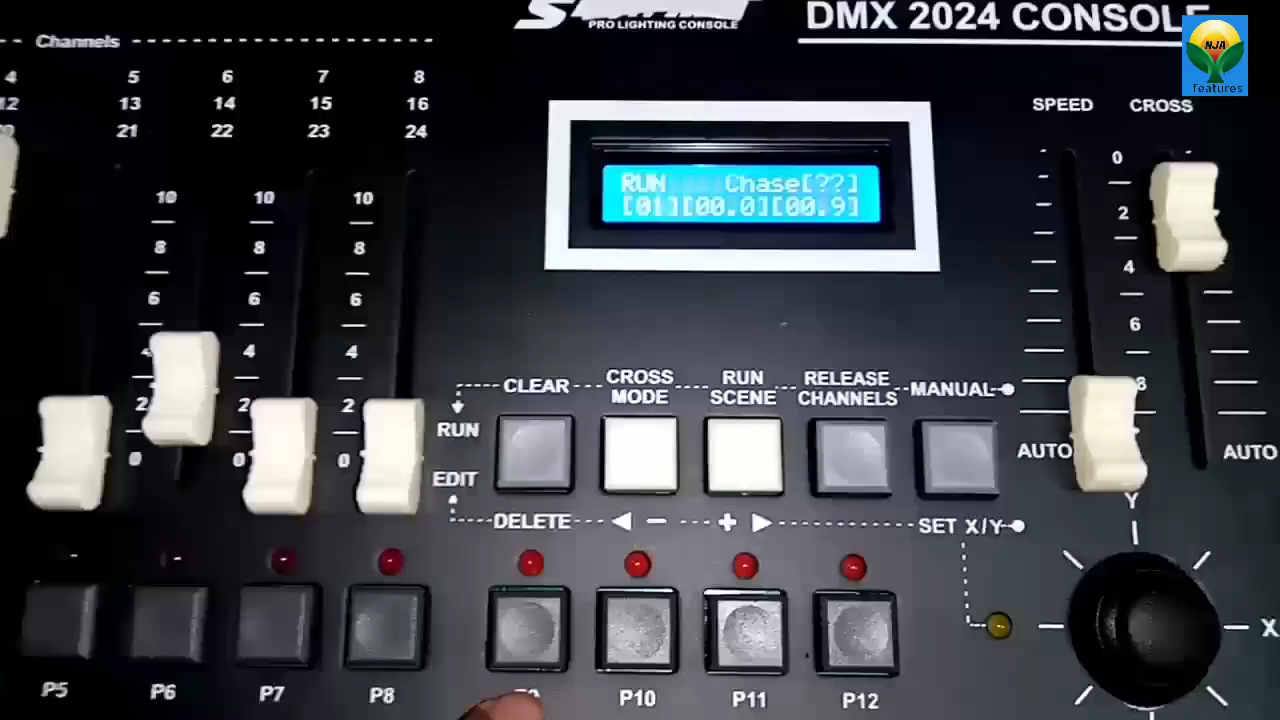 PRO LIGHTING CONSOLE
DMX 2024 CONSOLE
NJA
features
Channels
4 5 6 7 8
12 13 14 15 16
21 22 23 24
SPEED CROSS
RUN Chase[??]
[01][00.0][00.9]
10 10 10
8 8 8
6 6 6
4 4 4
2 2 2
0 0 0
0
2
4
6
8
CLEAR CROSS MODE RUN SCENE RELEASE CHANNELS MANUAL
RUN
AUTO AUTO
EDIT
DELETE ◀ − + ▶ SET X/Y
Y
X
P5 P6 P7 P8 P10 P11 P12